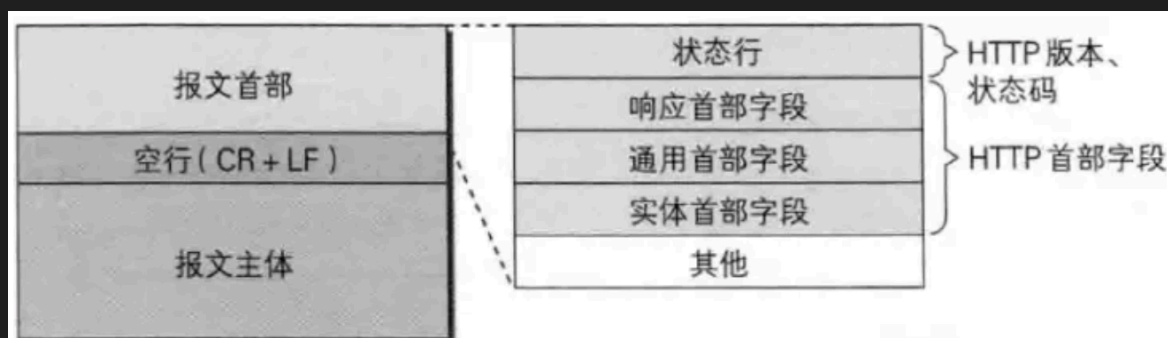 报文首部
空行（CR + LF）
报文主体
状态行
响应首部字段
通用首部字段
实体首部字段
其他
HTTP 版本、
状态码
HTTP 首部字段